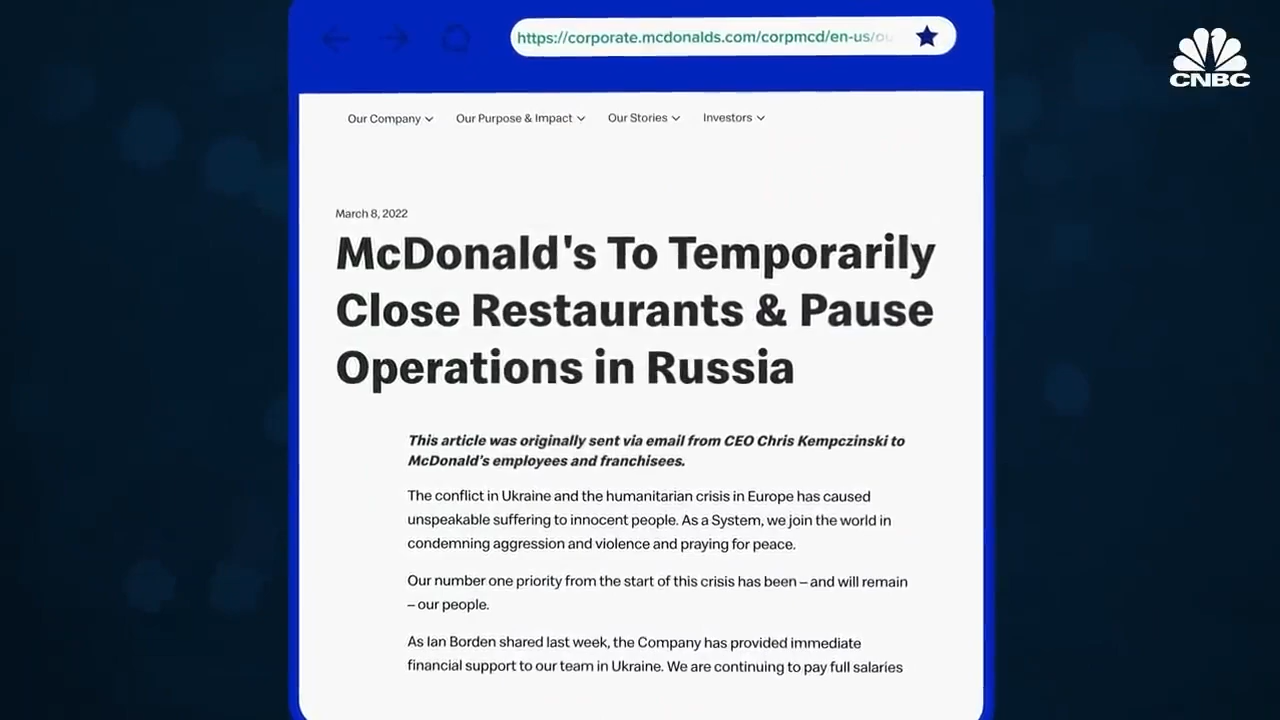 https://corporate.mcdonalds.com/corpmcd/en-us/ou
CNBC
Our Company
Our Purpose & Impact
Our Stories
Investors
March 8, 2022
McDonald's To Temporarily
Close Restaurants & Pause
Operations in Russia
This article was originally sent via email from CEO Chris Kempczinski to
McDonald's employees and franchisees.
The conflict in Ukraine and the humanitarian crisis in Europe has caused
unspeakable suffering to innocent people. As a System, we join the world in
condemning aggression and violence and praying for peace.
Our number one priority from the start of this crisis has been – and will remain
– our people.
As Ian Borden shared last week, the Company has provided immediate
financial support to our team in Ukraine. We are continuing to pay full salaries